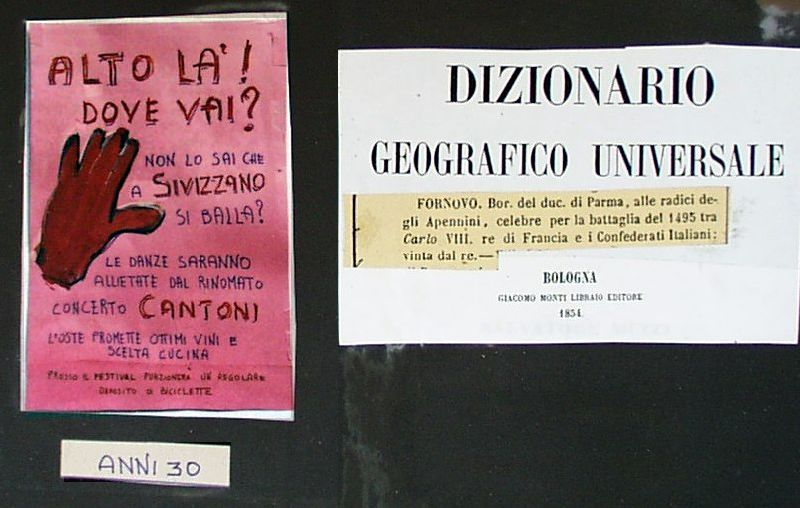 ALTO LA'!
DOVE VAI?
NON LO SAI CHE
A SIVIZZANO
SI BALLA?
LE DANZE SARANNO
ALLIETATE DAL RINOMATO
CONCERTO CANTONI
L'OSTE PROMETTE OTTIMI VINI E
SCELTA CUCINA
PRESSO IL FESTIVAL FUNZIONERÀ UN REGOLARE
DEPOSITO DI BICICLETTE
ANNI 30
DIZIONARIO
GEOGRAFICO UNIVERSALE
FORNOVO. Bor. del duc. di Parma, alle radici de-
gli Apennini, celebre per la battaglia del 1495 tra
Carlo VIII. re di Francia e i Confederati Italiani:
vinta dal re.—
BOLOGNA
GIACOMO MONTI LIBRAIO EDITORE
1854